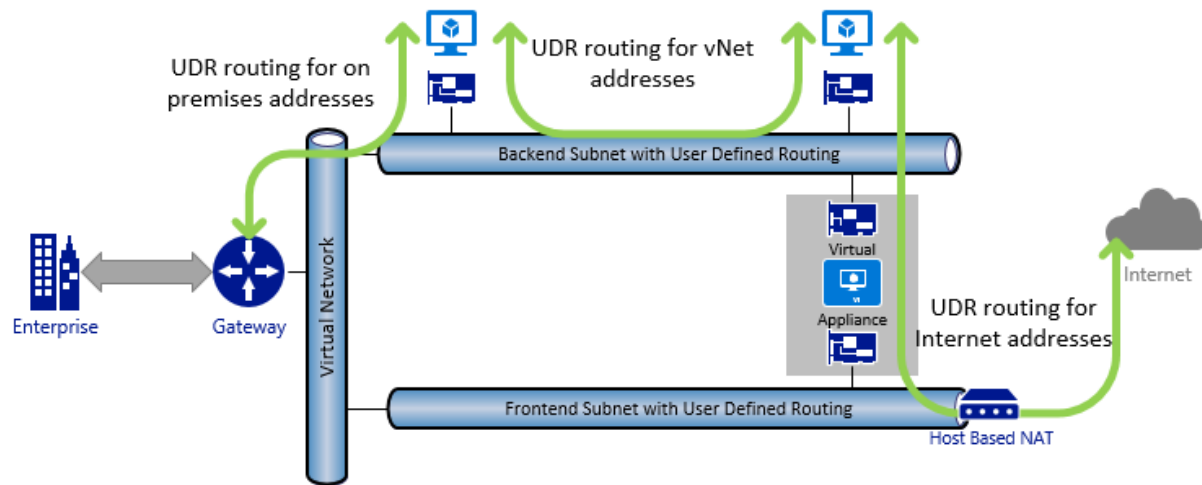 UDR routing for on
premises addresses
UDR routing for vNet
addresses
Backend Subnet with User Defined Routing
Virtual Network
Virtual
VI
Appliance
Enterprise
Gateway
UDR routing for
Internet addresses
Internet
Frontend Subnet with User Defined Routing
Host Based NAT